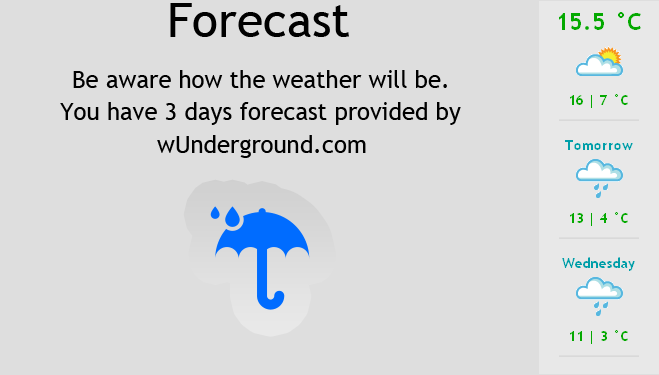 Forecast
Be aware how the weather will be.
You have 3 days forecast provided by
wUnderground.com
15.5 °C
16 | 7 °C
Tomorrow
13 | 4 °C
Wednesday
11 | 3 °C